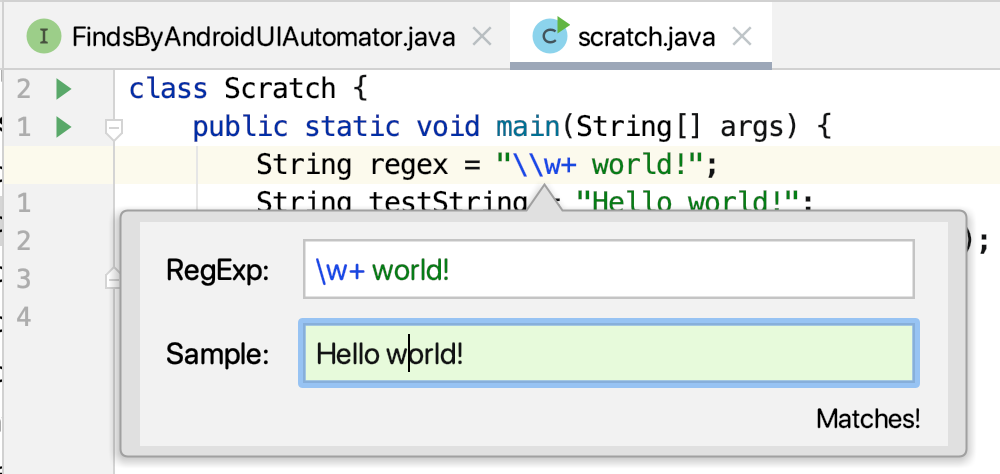 I FindsByAndroidUIAutomator.java C scratch.java
2 class Scratch {
1 public static void main(String[] args) {
String regex = "\\w+ world!";
1 String testString = "Hello world!";
2 );
3
4
RegExp: \w+ world!
Sample: Hello world!
Matches!